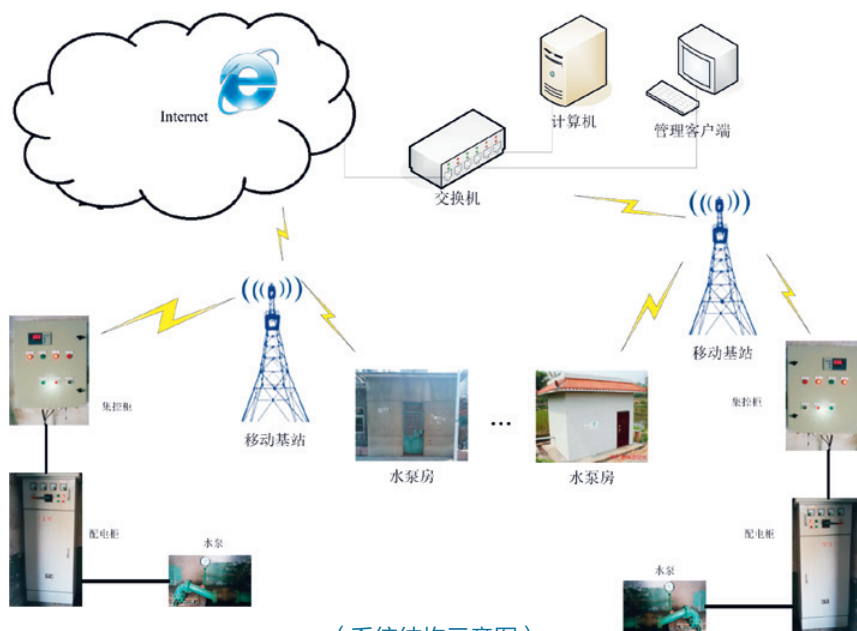 Internet
计算机
管理客户端
交换机
移动基站
集控柜
移动基站
集控柜
水泵房
...
水泵房
配电柜
水泵
配电柜
水泵